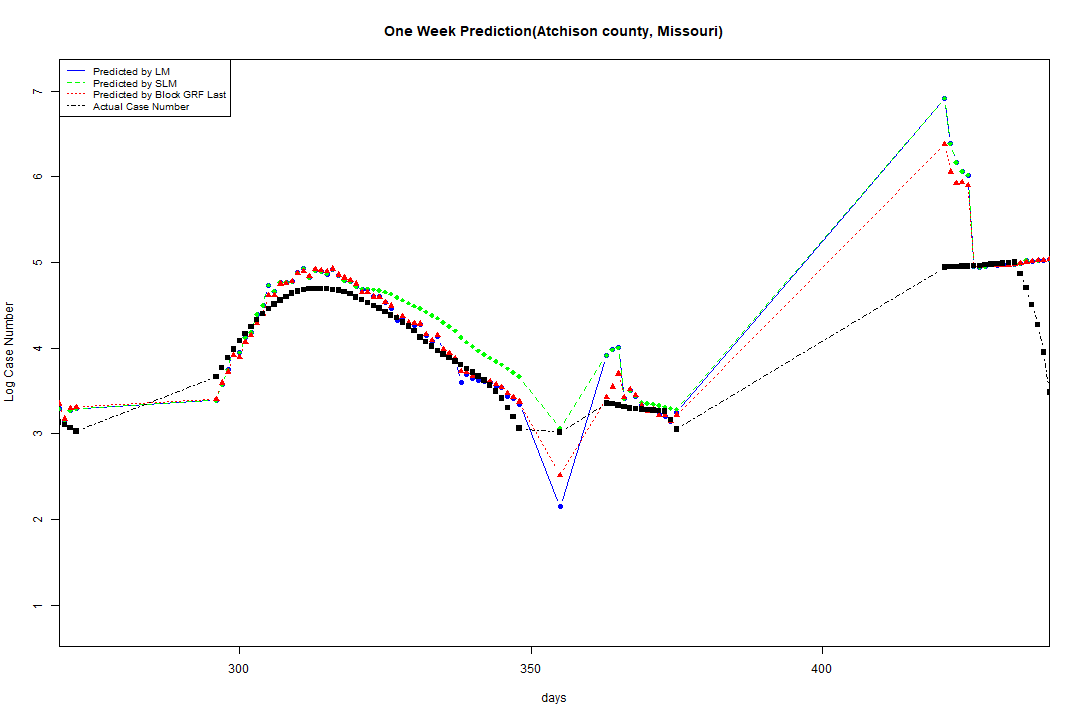 One Week Prediction(Atchison county, Missouri)
Predicted by LM
Predicted by SLM
Predicted by Block GRF Last
Actual Case Number
7
6
5
4
3
2
1
Log Case Number
300 350 400
days